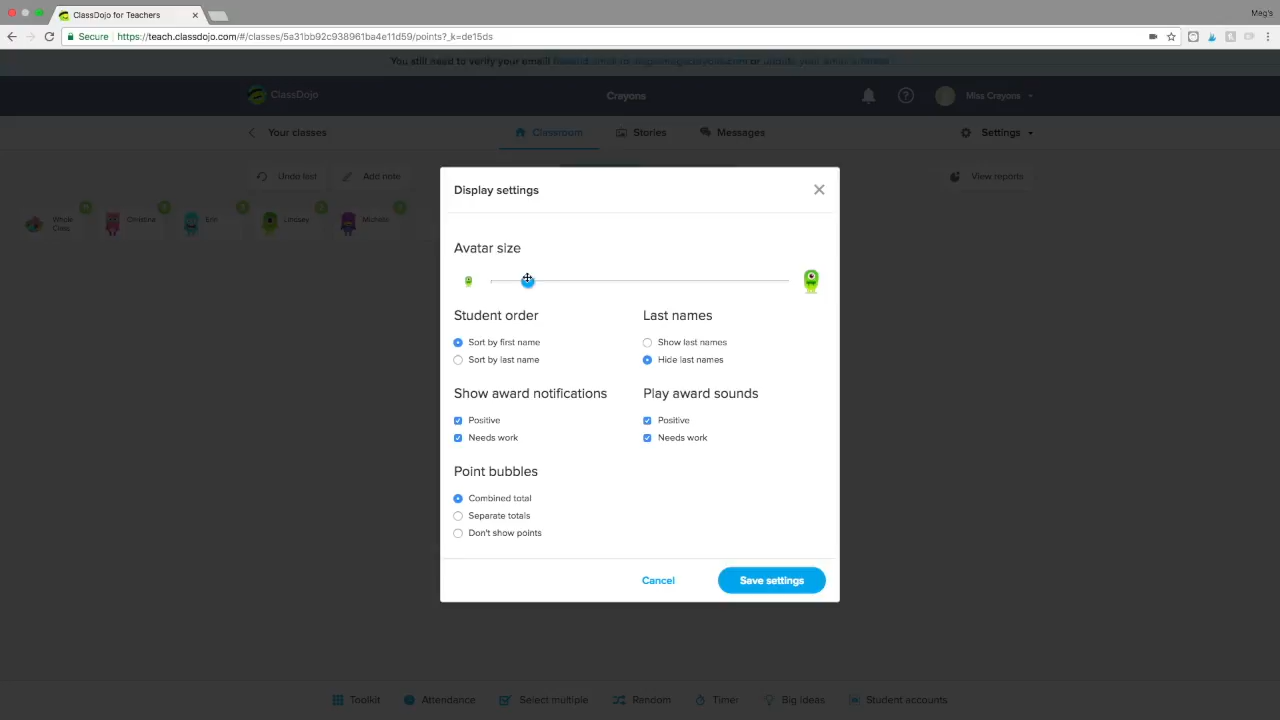 ClassDojo for Teachers
Meg's
Secure
https://teach.classdojo.com/#/classes/5a31bb92c938961ba4e11d59/points?_k=de15ds
You still need to verify your email! or
ClassDojo
Crayons
Miss Crayons
Your classes
Classroom
Stories
Messages
Settings
Undo last
Add note
View reports
Whole
Class
Christina
Erin
Lindsey
Michelle
Display settings
Avatar size
Student order
Last names
Sort by first name
Show last names
Sort by last name
Hide last names
Show award notifications
Play award sounds
Positive
Positive
Needs work
Needs work
Point bubbles
Combined total
Separate totals
Don't show points
Cancel
Save settings
Toolkit
Attendance
Select multiple
Random
Timer
Big ideas
Student accounts